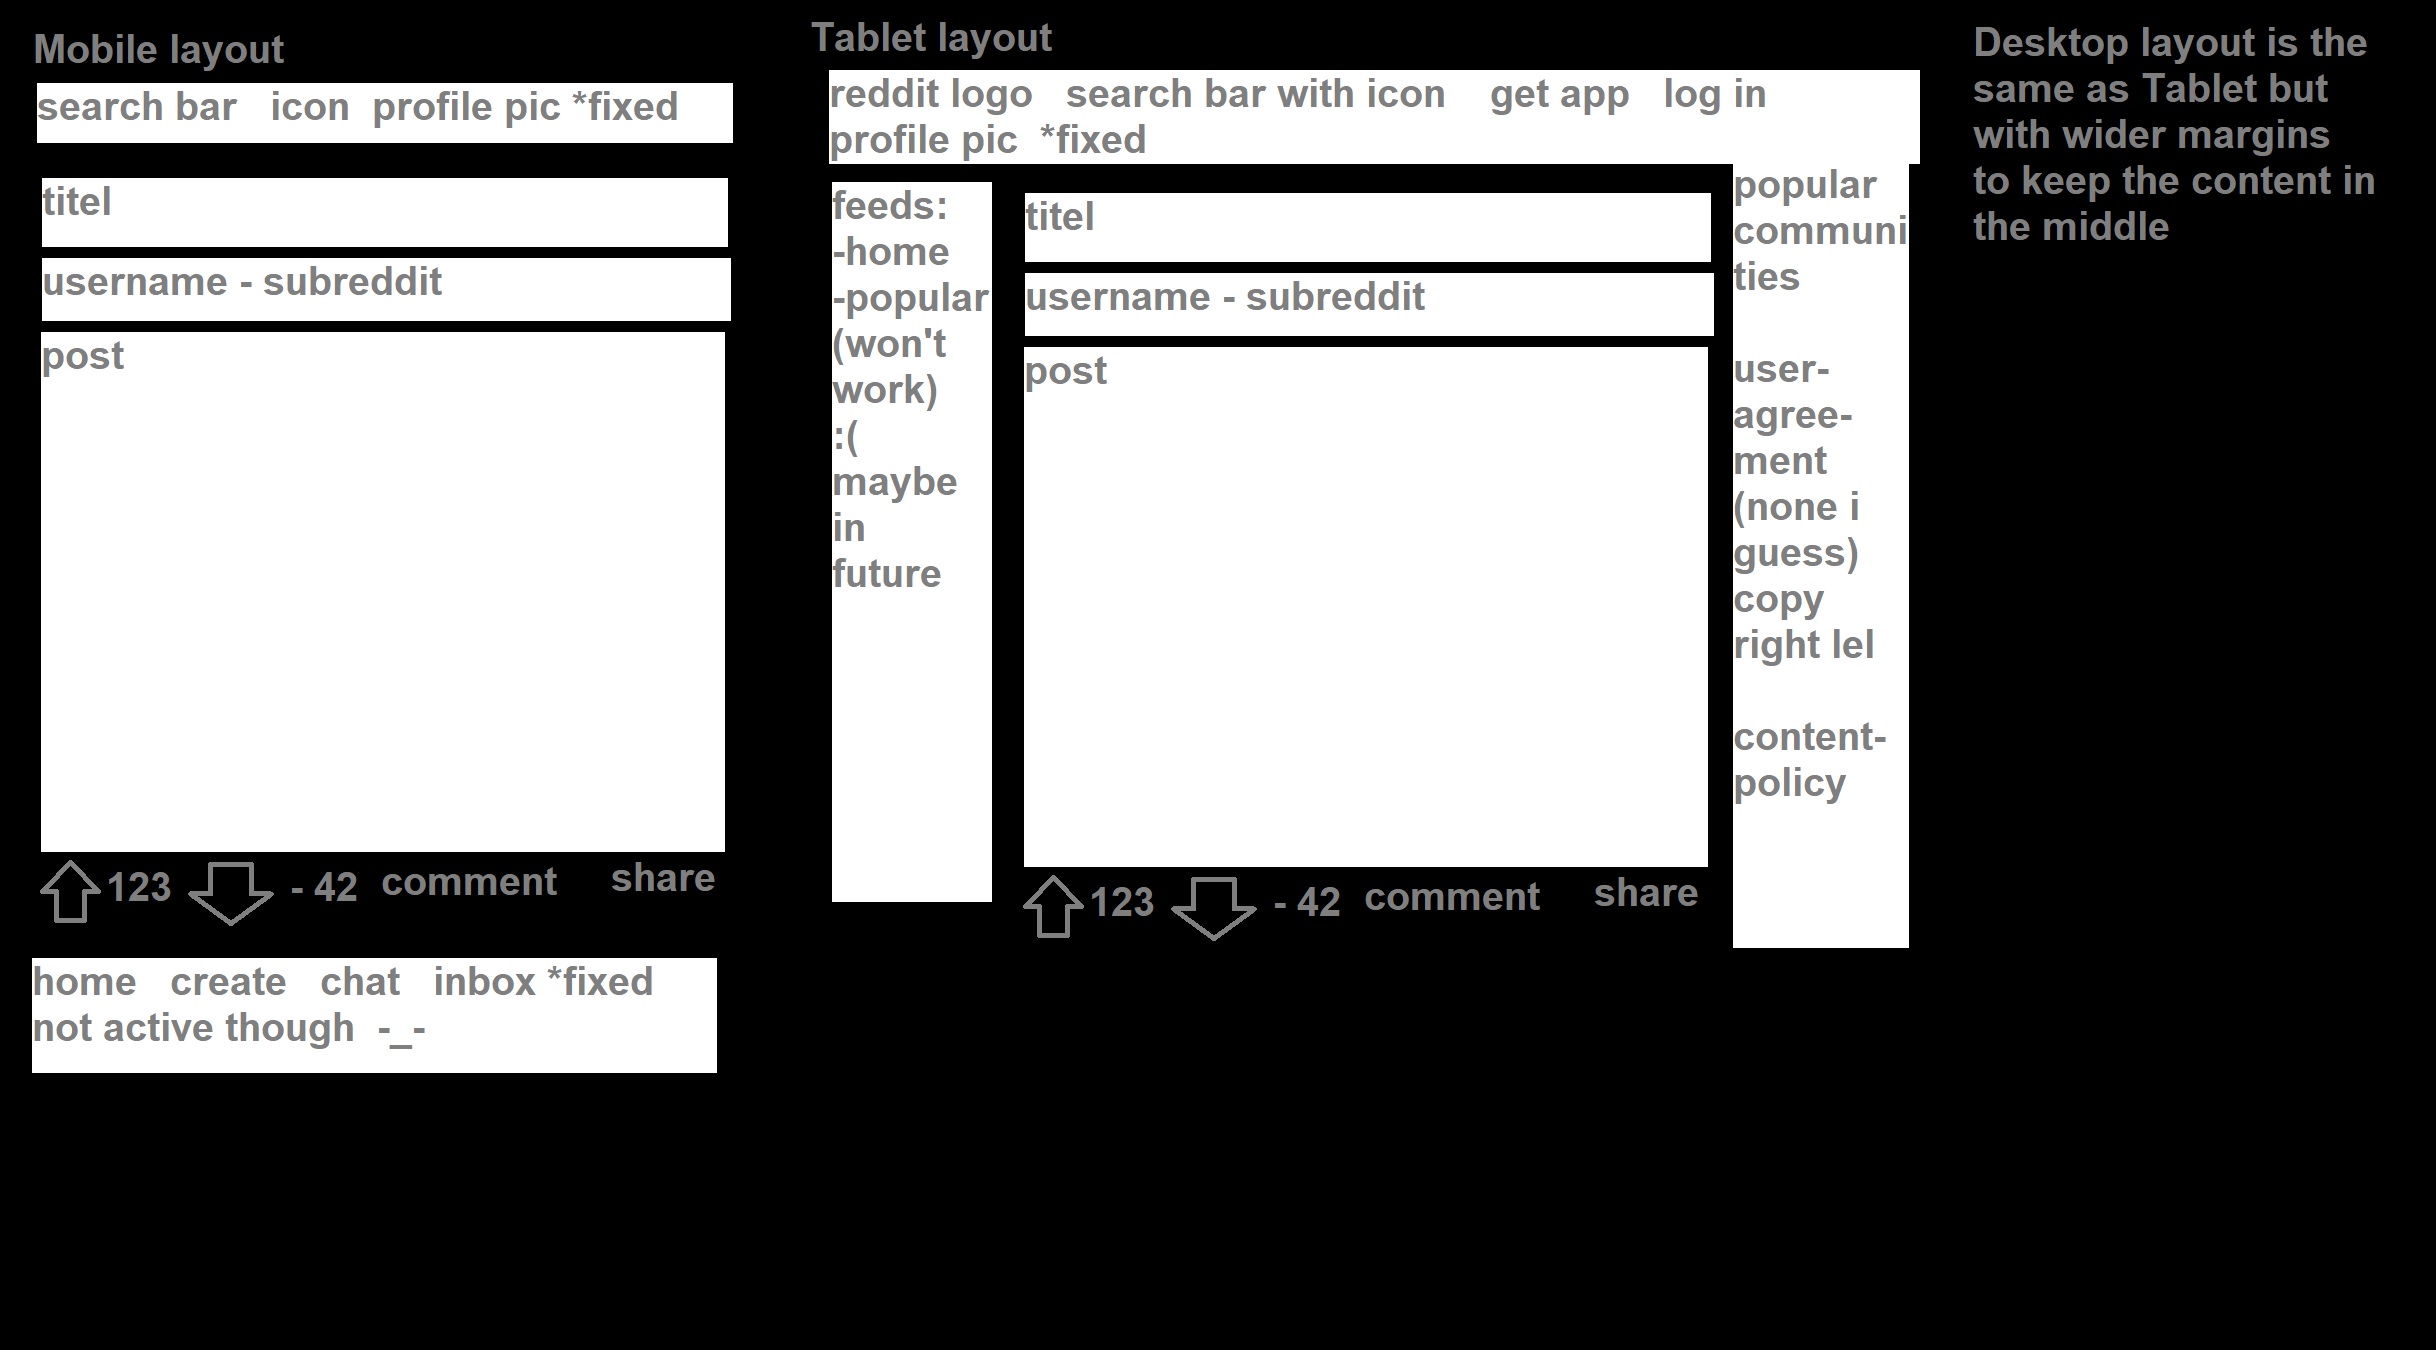 Mobile layout
search bar   icon  profile pic *fixed
titel
username - subreddit
post
123
- 42
comment
share
home   create   chat   inbox *fixed
not active though  -_-
Tablet layout
reddit logo   search bar with icon    get app   log in
profile pic  *fixed
feeds:
-home
-popular
(won't
work)
:(
maybe
in
future
titel
username - subreddit
post
123
- 42
comment
share
popular
communi
ties
user-
agree-
ment
(none i
guess)
copy
right lel
content-
policy
Desktop layout is the
same as Tablet but
with wider margins
to keep the content in
the middle